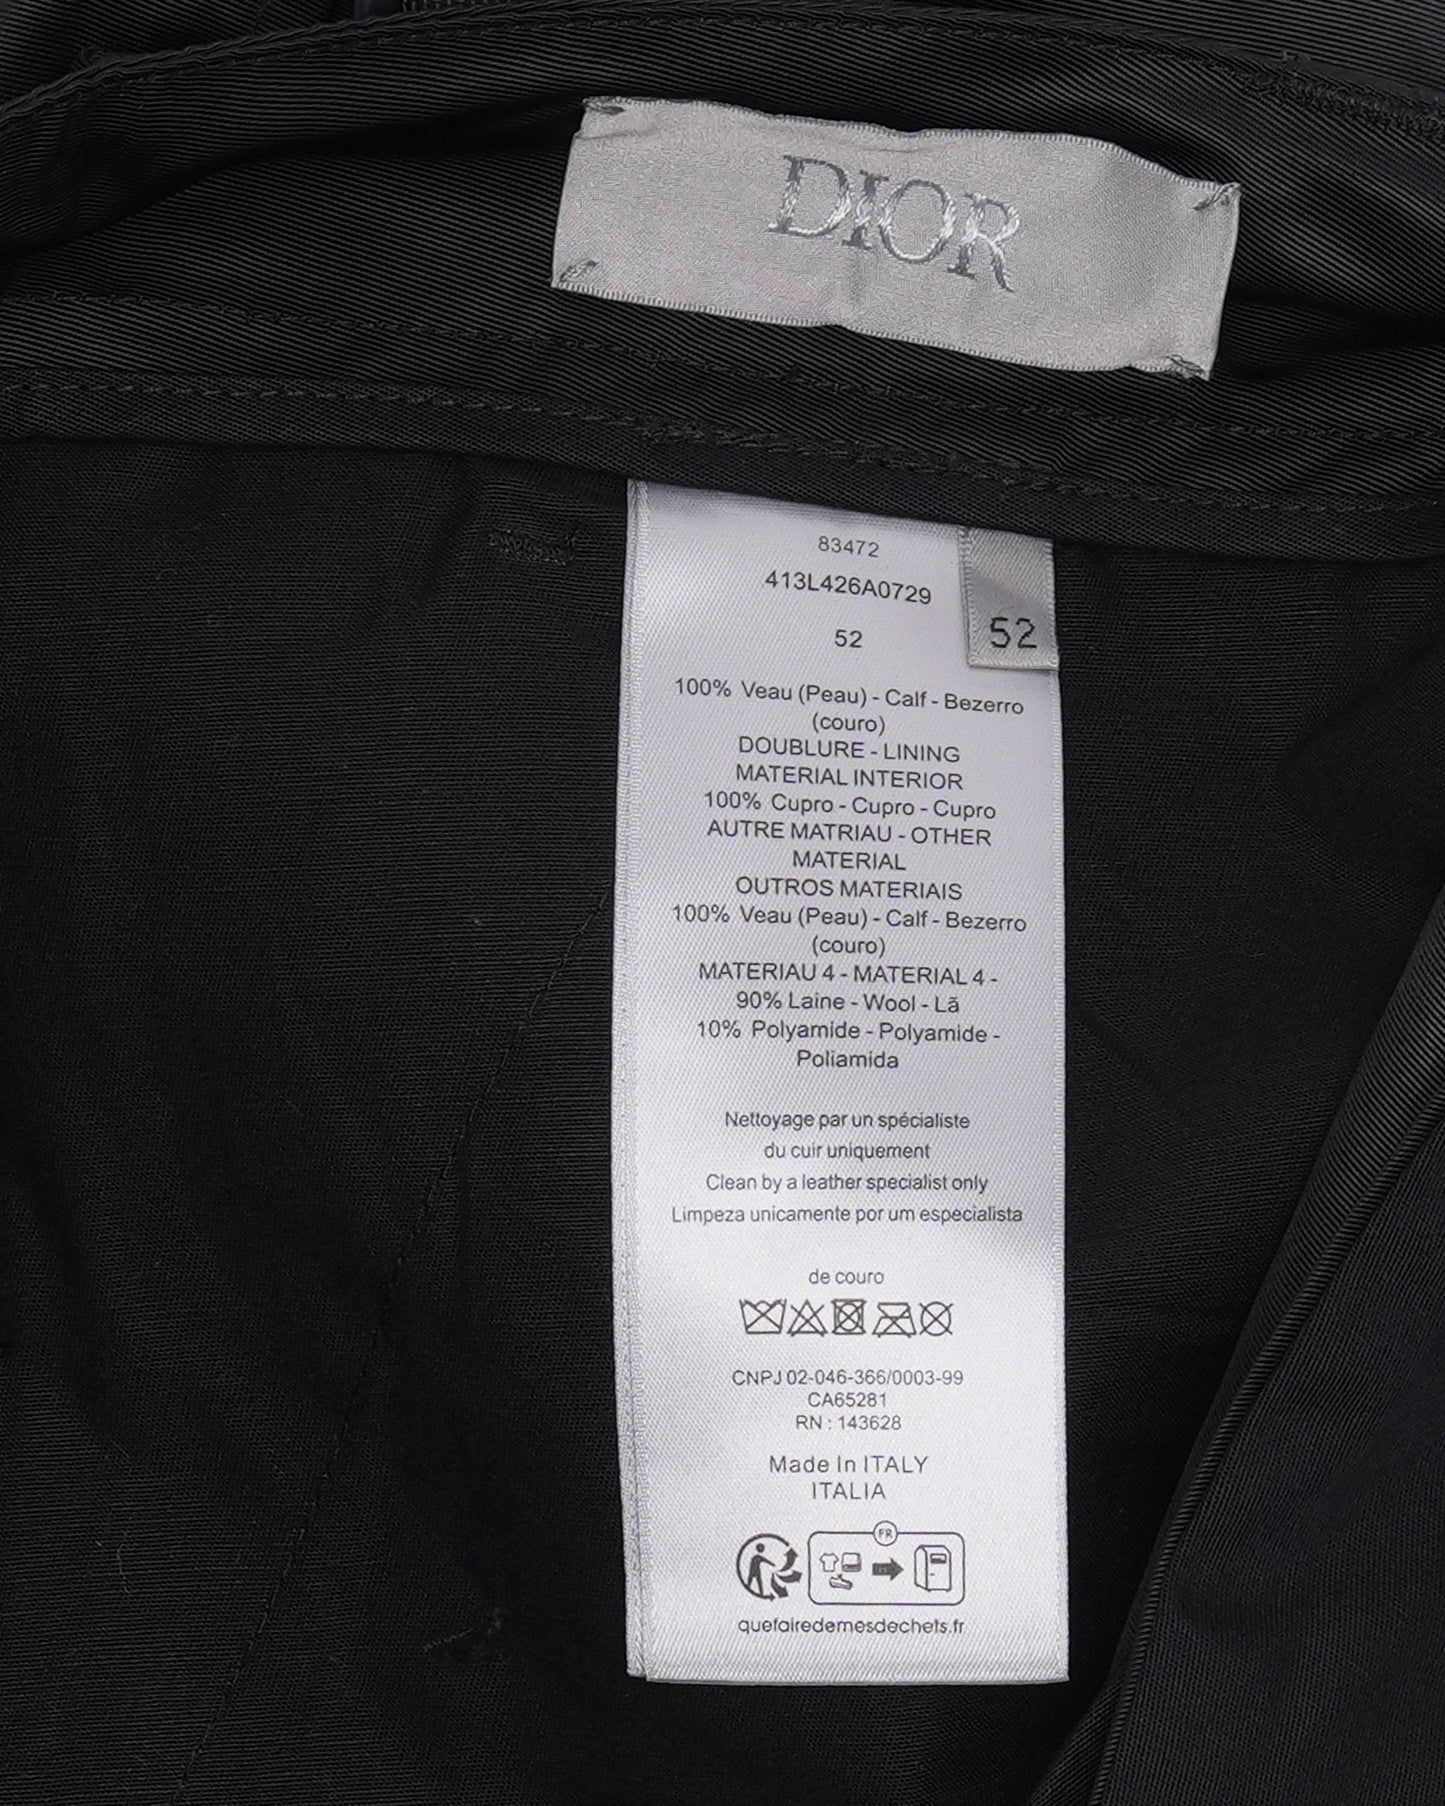 DIOR
83472
413L426A0729
52
52
100% Veau (Peau) - Calf - Bezerro
(couro)
DOUBLURE - LINING
MATERIAL INTERIOR
100% Cupro - Cupro - Cupro
AUTRE MATRIAU - OTHER
MATERIAL
OUTROS MATERIAIS
100% Veau (Peau) - Calf - Bezerro
(couro)
MATERIAU 4 - MATERIAL 4 -
90% Laine - Wool - Lã
10% Polyamide - Polyamide -
Poliamida
Nettoyage par un spécialiste
du cuir uniquement
Clean by a leather specialist only
Limpeza unicamente por um especialista
de couro
CNPJ 02-046-366/0003-99
CA65281
RN : 143628
Made In ITALY
ITALIA
FR
quefairedemesdechets.fr